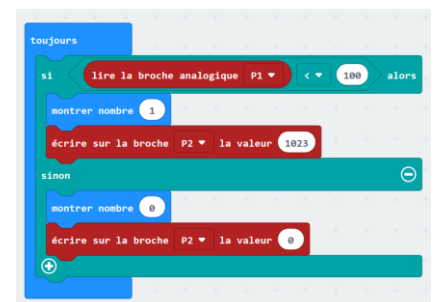 toujours
si lire la broche analogique P1 < 100 alors
montrer nombre 1
écrire sur la broche P2 la valeur 1023
sinon
montrer nombre 0
écrire sur la broche P2 la valeur 0